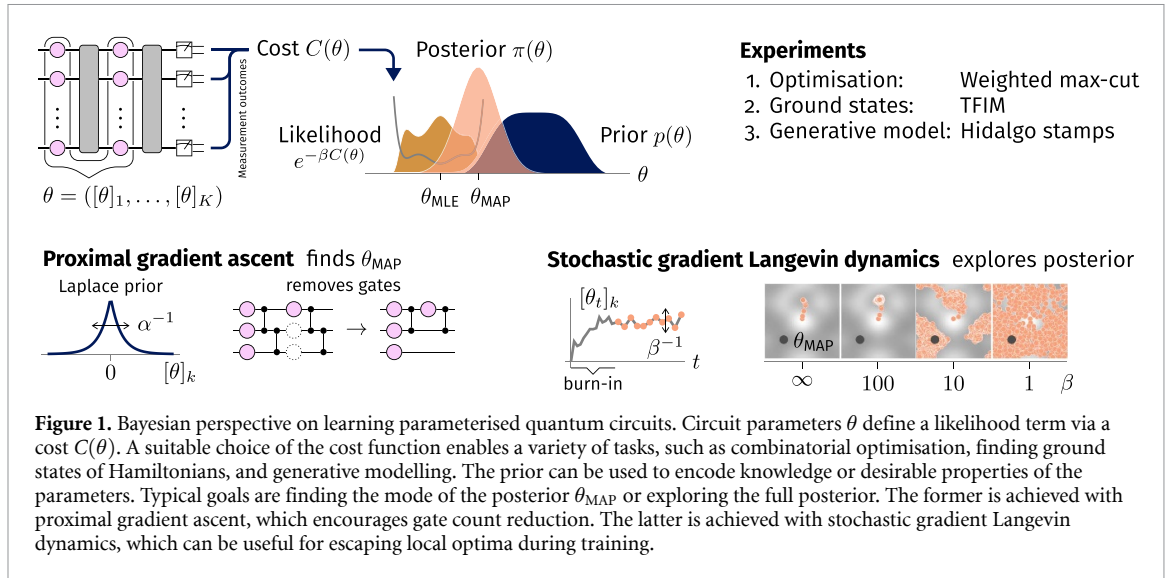 Cost C(θ)
Measurement outcomes
θ = ([θ]₁, . . . , [θ]_K)
Posterior π(θ)
Likelihood
e^{−βC(θ)}
Prior p(θ)
θ_MLE θ_MAP
θ
Experiments
1. Optimisation: Weighted max-cut
2. Ground states: TFIM
3. Generative model: Hidalgo stamps
Proximal gradient ascent finds θ_MAP
Laplace prior
α⁻¹
0
[θ]_k
removes gates
→
Stochastic gradient Langevin dynamics explores posterior
[θ_t]_k
β⁻¹
t
burn-in
θ_MAP
∞ 100 10 1 β
Figure 1. Bayesian perspective on learning parameterised quantum circuits. Circuit parameters θ define a likelihood term via a
cost C(θ). A suitable choice of the cost function enables a variety of tasks, such as combinatorial optimisation, finding ground
states of Hamiltonians, and generative modelling. The prior can be used to encode knowledge or desirable properties of the
parameters. Typical goals are finding the mode of the posterior θ_MAP or exploring the full posterior. The former is achieved with
proximal gradient ascent, which encourages gate count reduction. The latter is achieved with stochastic gradient Langevin
dynamics, which can be useful for escaping local optima during training.